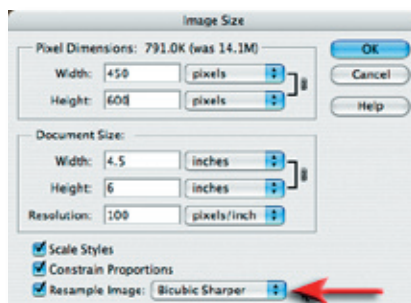 Image Size
Pixel Dimensions: 791.0K (was 14.1M)
OK
Width: 450 pixels
Cancel
Height: 600 pixels
Help
Document Size:
Width: 4.5 inches
Height: 6 inches
Resolution: 100 pixels/inch
Scale Styles
Constrain Proportions
Resample Image: Bicubic Sharper